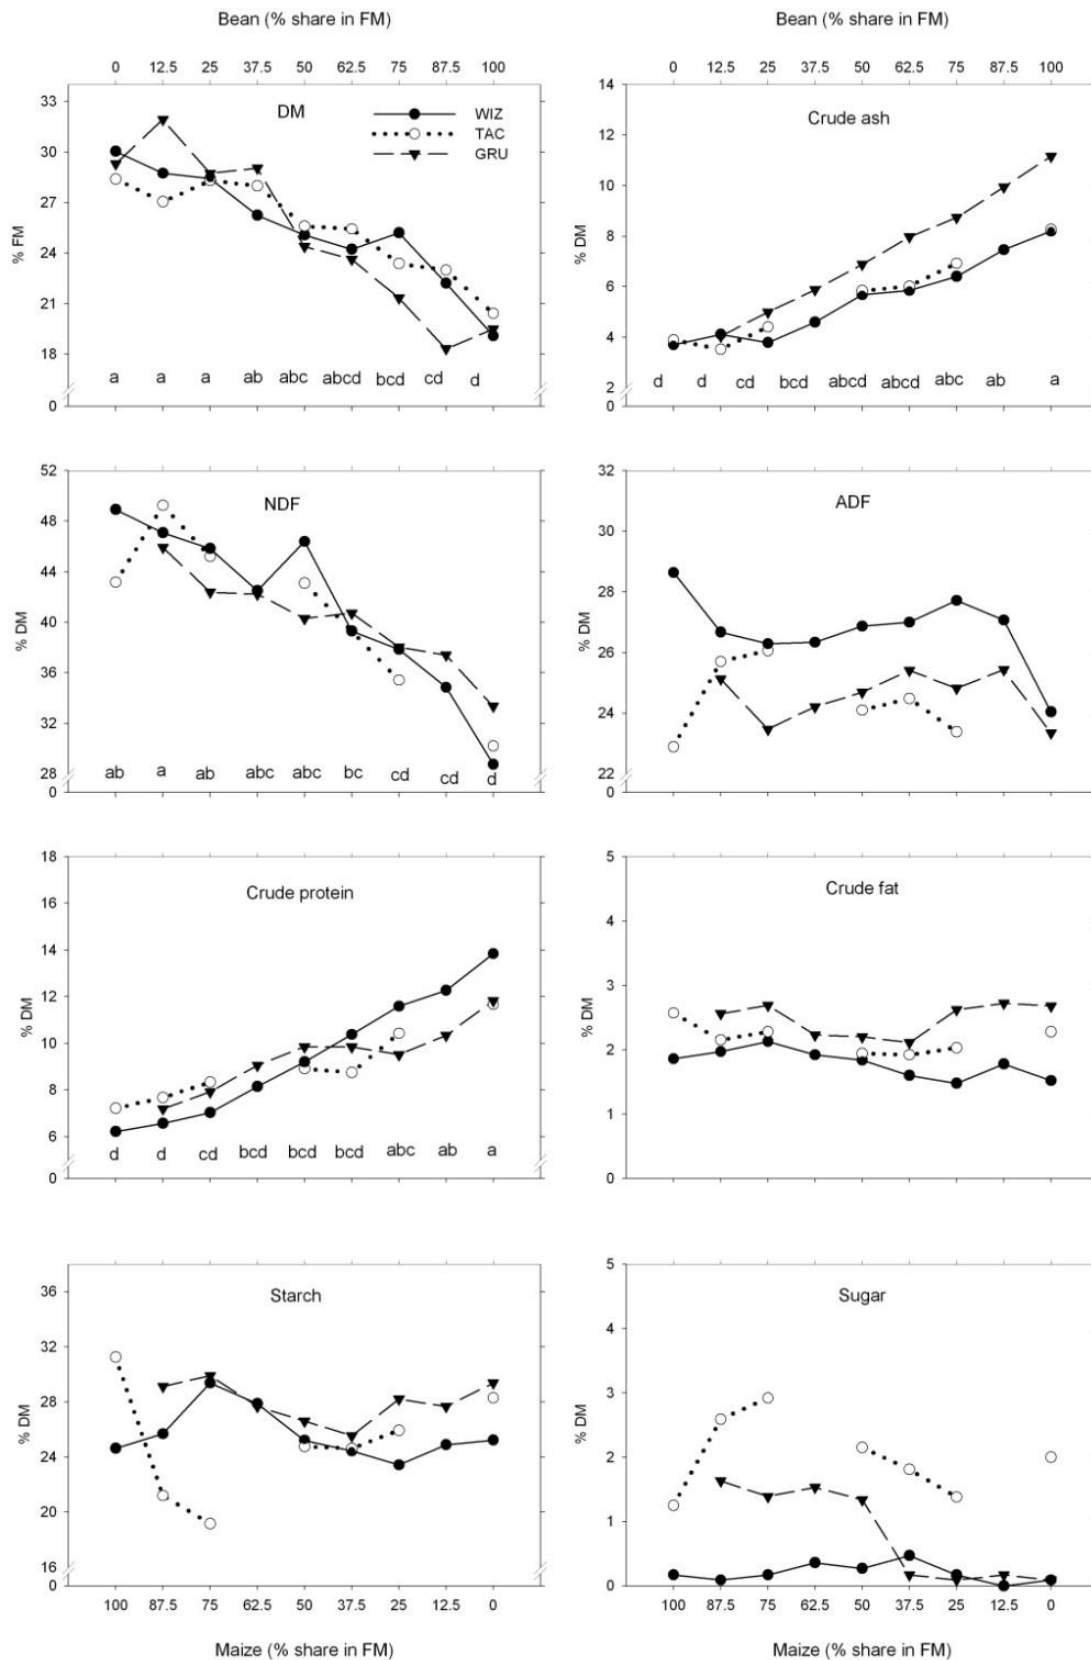 Bean (% share in FM)
Bean (% share in FM)
0 12.5 25 37.5 50 62.5 75 87.5 100
0 12.5 25 37.5 50 62.5 75 87.5 100
DM
WIZ
TAC
GRU
33
30
27
24
21
18
0
% FM
a a a ab abc abcd bcd cd d
Crude ash
14
12
10
8
6
4
2
0
% DM
d d cd bcd abcd abcd abc ab a
NDF
52
48
44
40
36
32
28
0
% DM
ab a ab abc abc bc cd cd d
ADF
32
30
28
26
24
22
0
% DM
Crude protein
18
16
14
12
10
8
6
0
% DM
d d cd bcd bcd bcd abc ab a
Crude fat
5
4
3
2
1
0
% DM
Starch
36
32
28
24
20
16
0
% DM
100 87.5 75 62.5 50 37.5 25 12.5 0
Maize (% share in FM)
Sugar
5
4
3
2
1
0
% DM
100 87.5 75 62.5 50 37.5 25 12.5 0
Maize (% share in FM)